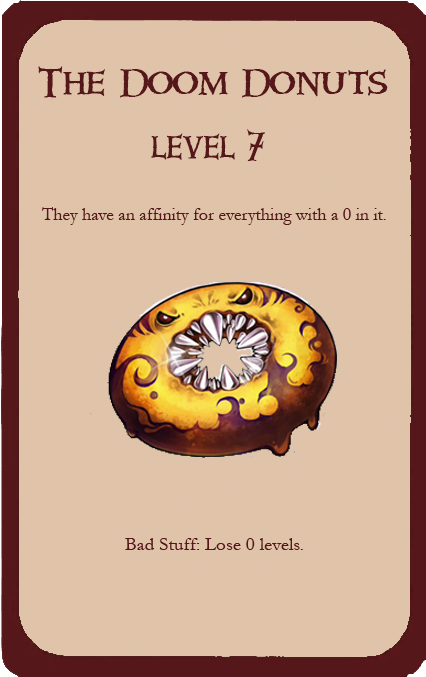 The Doom Donuts
Level 7
They have an affinity for everything with a 0 in it.
Bad Stuff: Lose 0 levels.